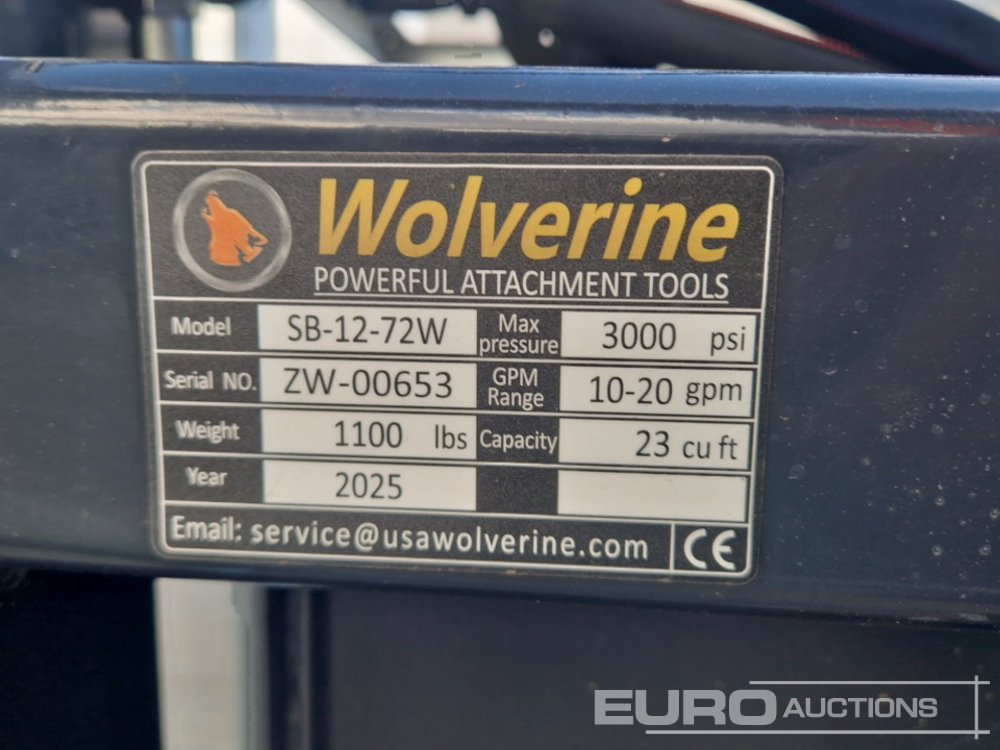 Wolverine
POWERFUL ATTACHMENT TOOLS
Model SB-12-72W Max pressure 3000 psi
Serial NO. ZW-00653 GPM Range 10-20 gpm
Weight 1100 lbs Capacity 23 cu ft
Year 2025
Email: service@usawolverine.com CE
EURO AUCTIONS